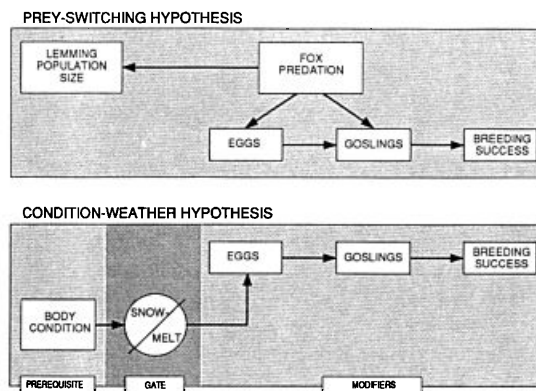 PREY-SWITCHING HYPOTHESIS
LEMMING
POPULATION
SIZE
FOX
PREDATION
EGGS
GOSLINGS
BREEDING
SUCCESS
CONDITION-WEATHER HYPOTHESIS
EGGS
GOSLINGS
BREEDING
SUCCESS
BODY
CONDITION
SNOW-
MELT
PREREQUISITE
GATE
MODIFIERS